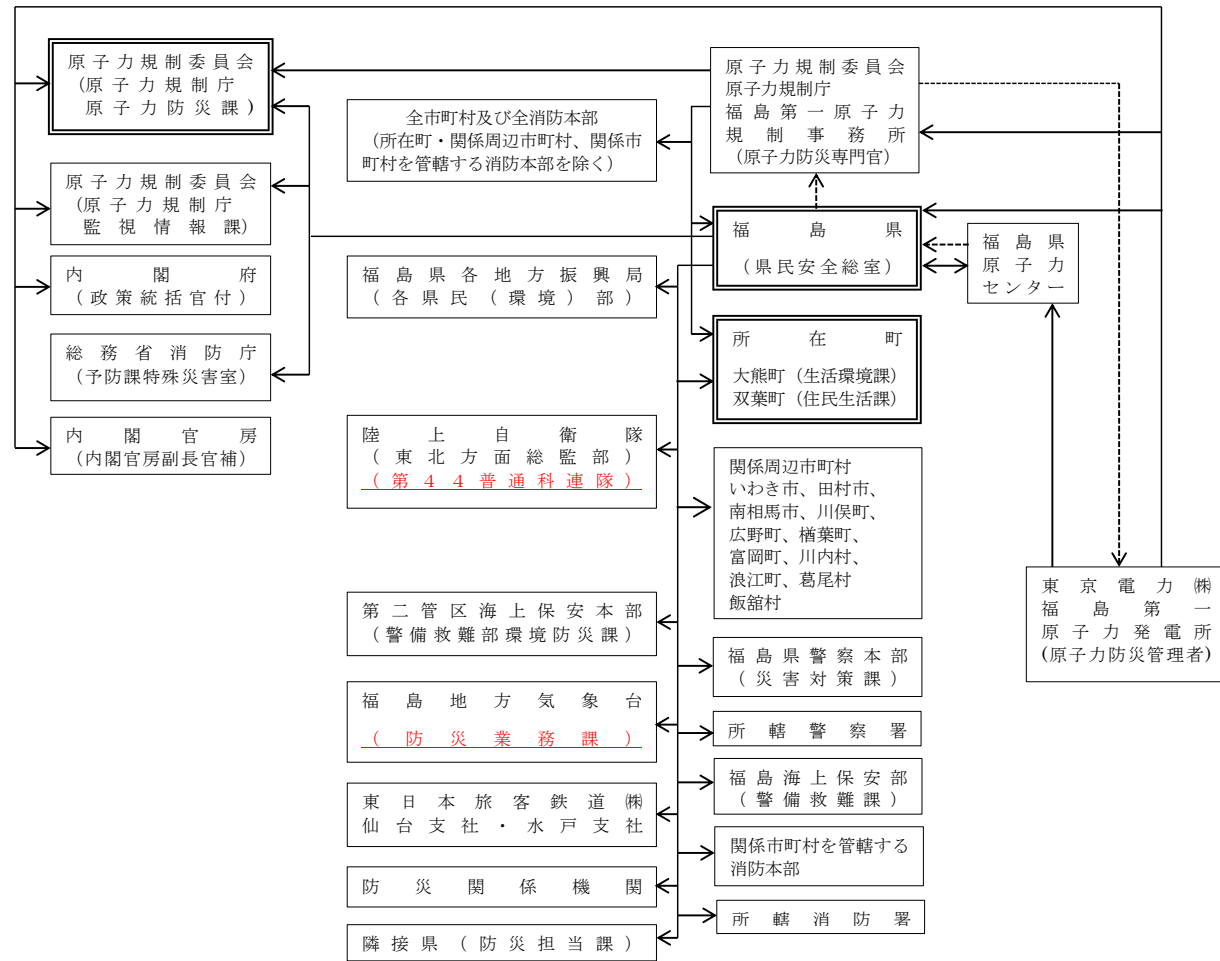 原子力規制委員会
(原子力規制庁
原子力防災課)
原子力規制委員会
(原子力規制庁
監視情報課)
内閣府
(政策統括官付)
総務省消防庁
(予防課特殊災害室)
内閣官房
(内閣官房副長官補)
全市町村及び全消防本部
(所在町・関係周辺市町村、関係市
町村を管轄する消防本部を除く)
福島県各地方振興局
(各県民(環境)部)
陸上自衛隊
(東北方面総監部)
(第44普通科連隊)
第二管区海上保安本部
(警備救難部環境防災課)
福島地方気象台
(防災業務課)
東日本旅客鉄道㈱
仙台支社・水戸支社
防災関係機関
隣接県(防災担当課)
原子力規制委員会
原子力規制庁
福島第一原子力
規制事務所
(原子力防災専門官)
福島県
(県民安全総室)
所在町
大熊町(生活環境課)
双葉町(住民生活課)
関係周辺市町村
いわき市、田村市、
南相馬市、川俣町、
広野町、楢葉町、
富岡町、川内村、
浪江町、葛尾村
飯舘村
福島県警察本部
(災害対策課)
所轄警察署
福島海上保安部
(警備救難課)
関係市町村を管轄する
消防本部
所轄消防署
福島県
原子力
センター
東京電力㈱
福島第一
原子力発電所
(原子力防災管理者)